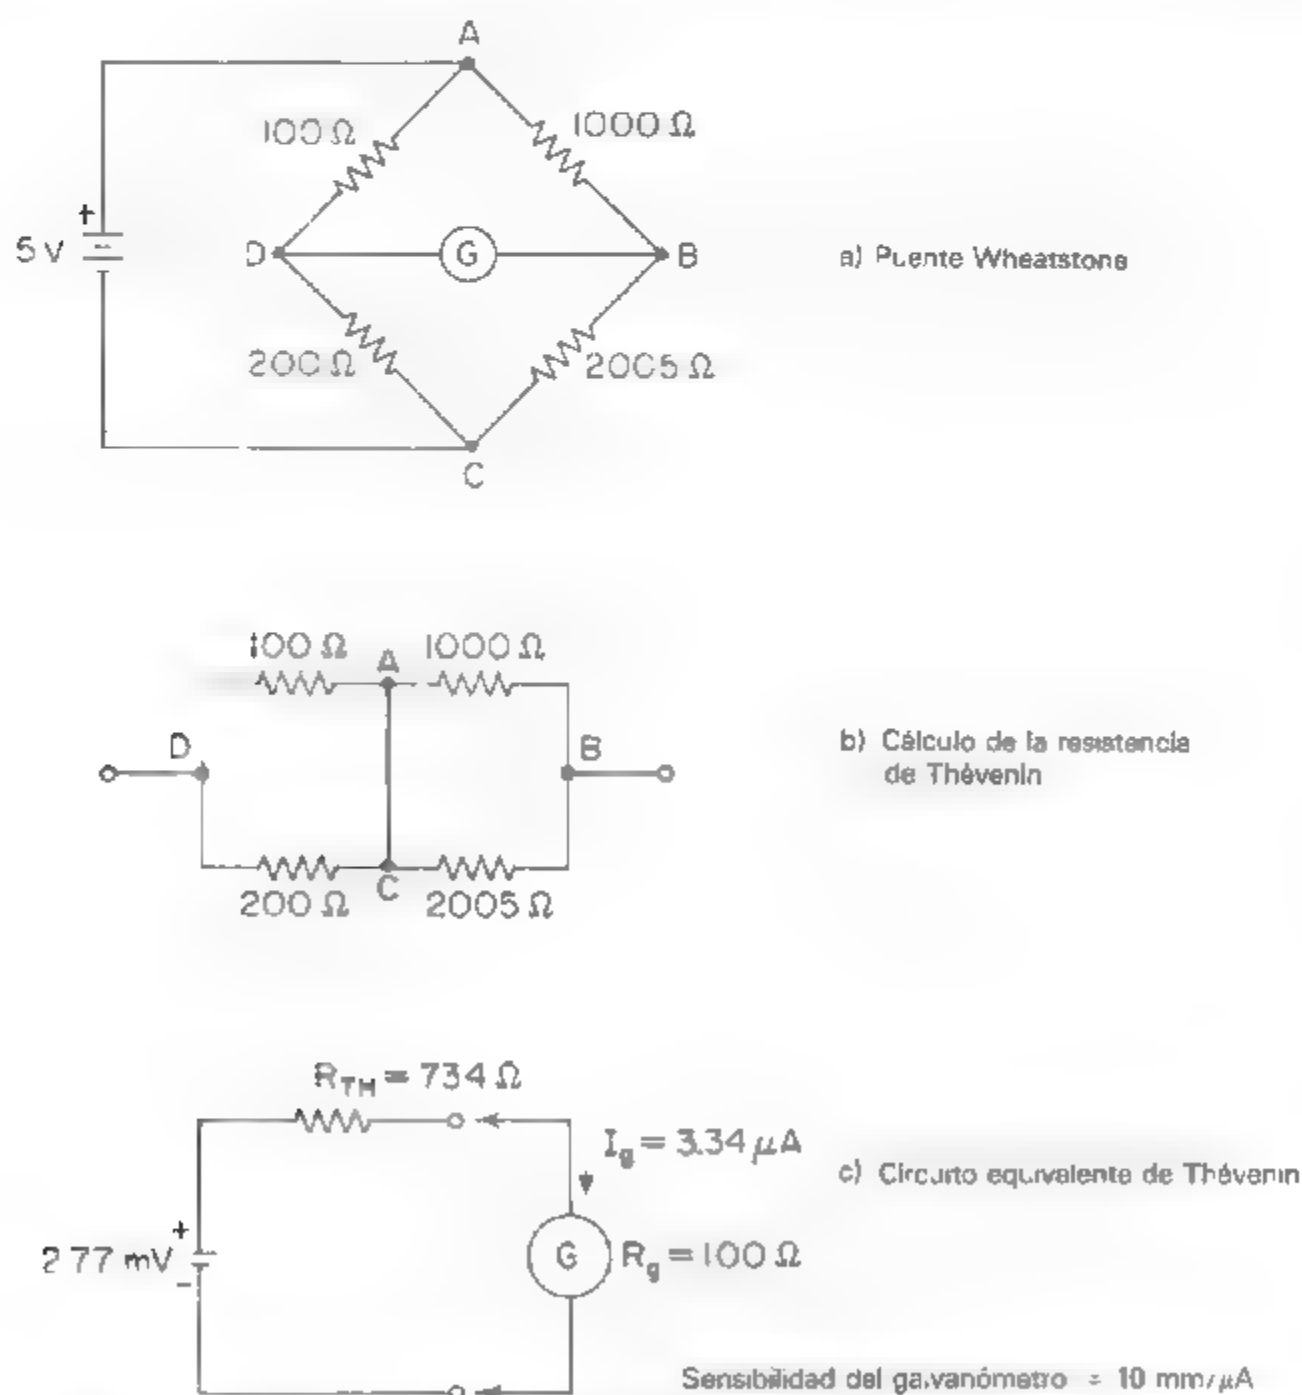 A
100 Ω
1000 Ω
+
5 V
D
G
B
a) Puente Wheatstone
200 Ω
2005 Ω
C
100 Ω
A
1000 Ω
D
B
b) Cálculo de la resistencia
de Thévenin
C
200 Ω
2005 Ω
R_TH = 734 Ω
I_g = 3.34 μA
c) Circuito equivalente de Thévenin
+
2 77 mV
-
G
R_g = 100 Ω
Sensibilidad del galvanómetro = 10 mm/μA